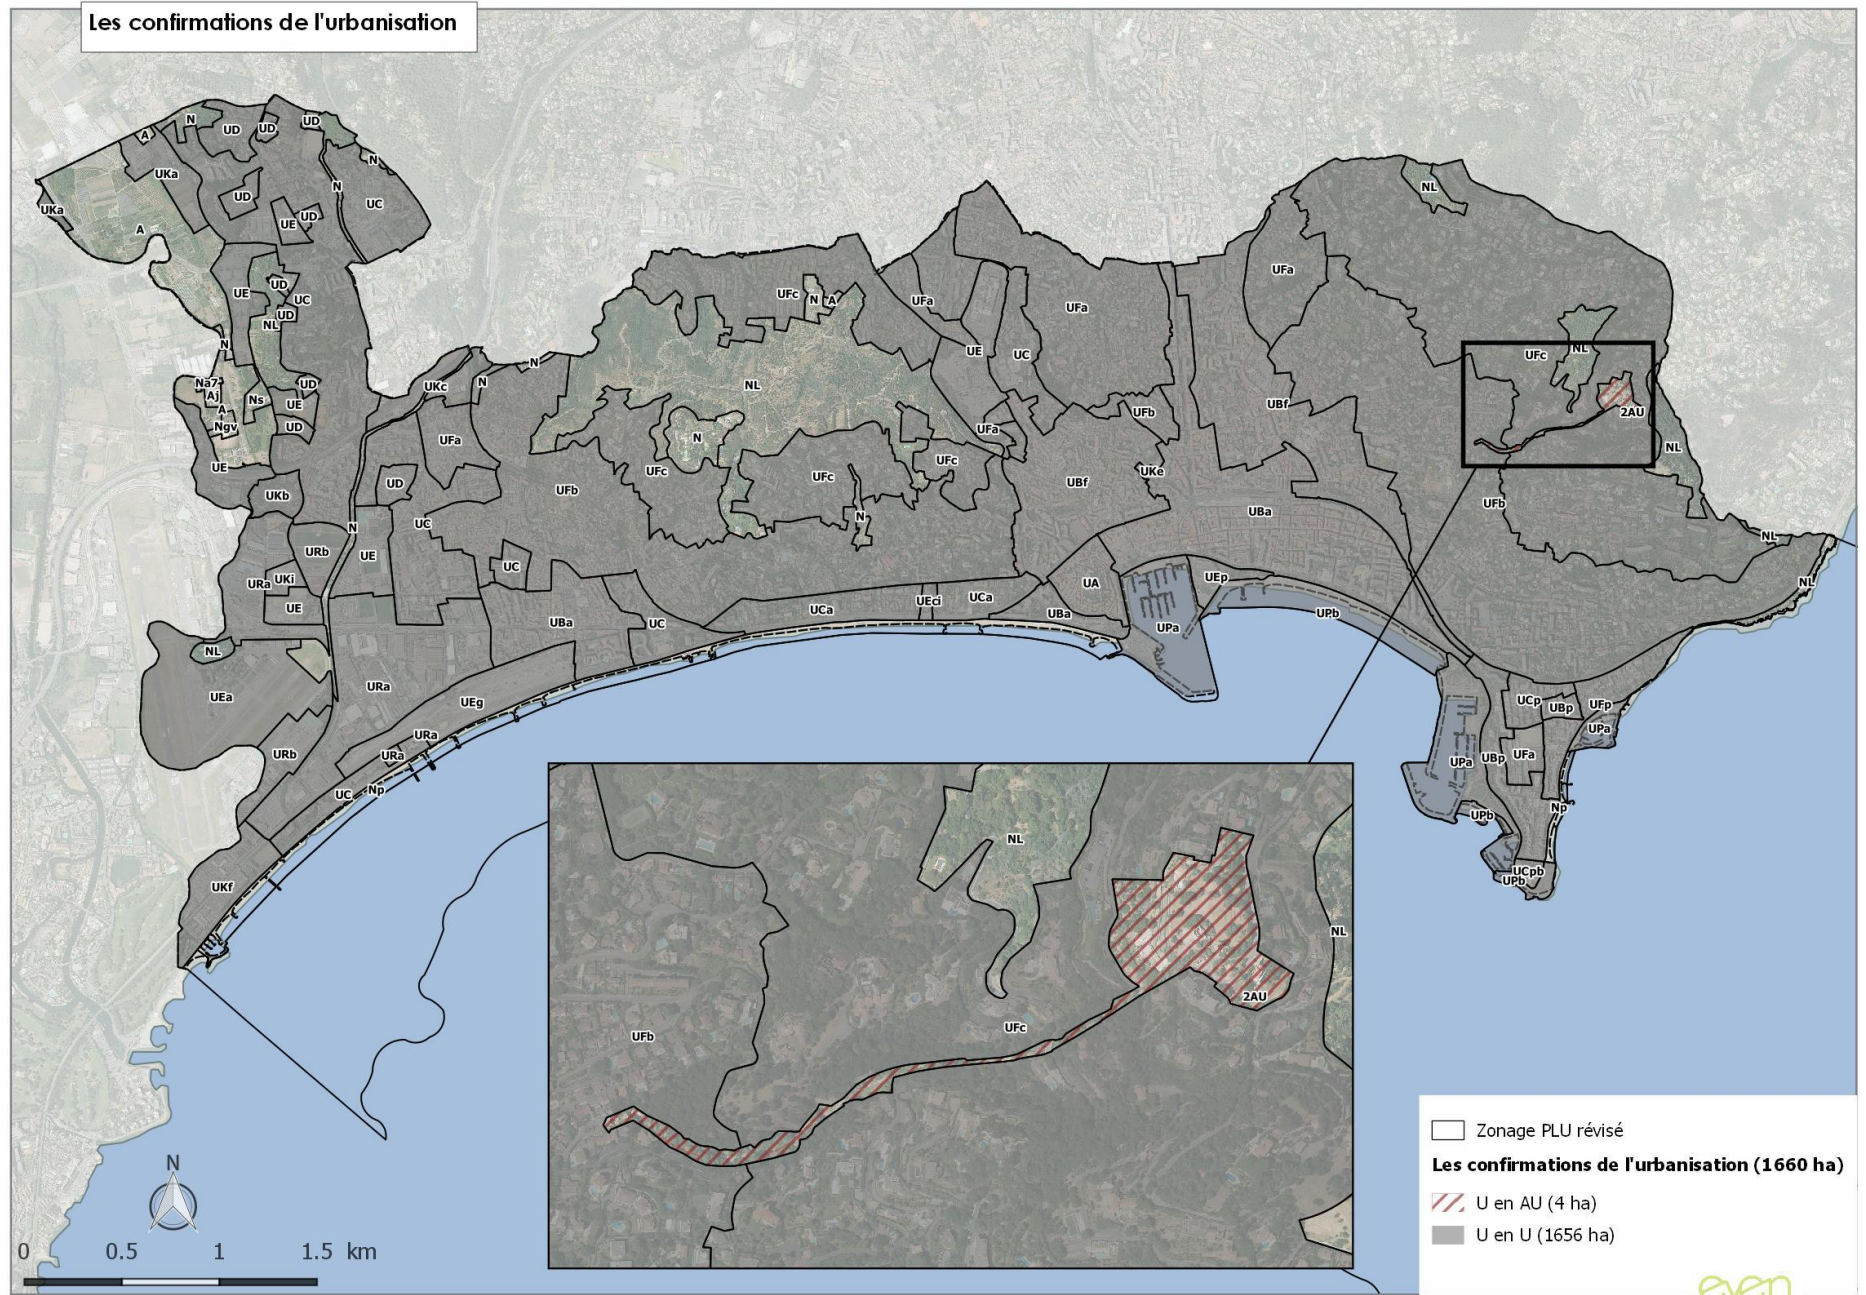 Les confirmations de l'urbanisation
N
UD
UD
UD
A
N
UKa
N
UD
UC
UKa
UE
UD
A
NL
UE
UD
UC
UD
NL
N
UFc
N
A
UFa
UFa
UFa
UE
UC
UFc
NL
Na7
Aj
A
Ngv
Ns
UD
UE
UD
UE
UKc
N
N
NL
UFb
UBf
2AU
UFa
UFa
N
UFc
UFc
UFc
NL
UD
UKb
UFb
UBf
UKe
UFb
N
UC
N
UBa
URb
UE
NL
URa
UKi
UC
UE
UA
UEp
NL
UCa
UEci
UCa
UBa
UPb
UBa
UC
UPa
NL
UEa
URa
UEg
UCp
UBp
UFp
URa
UPa
URb
URa
UPa
UBp
UFa
UC
Np
Np
UPb
UCpb
UPb
UKf
NL
NL
2AU
UFc
UFb
N
0 0.5 1 1.5 km
Zonage PLU révisé
Les confirmations de l'urbanisation (1660 ha)
U en AU (4 ha)
U en U (1656 ha)
even